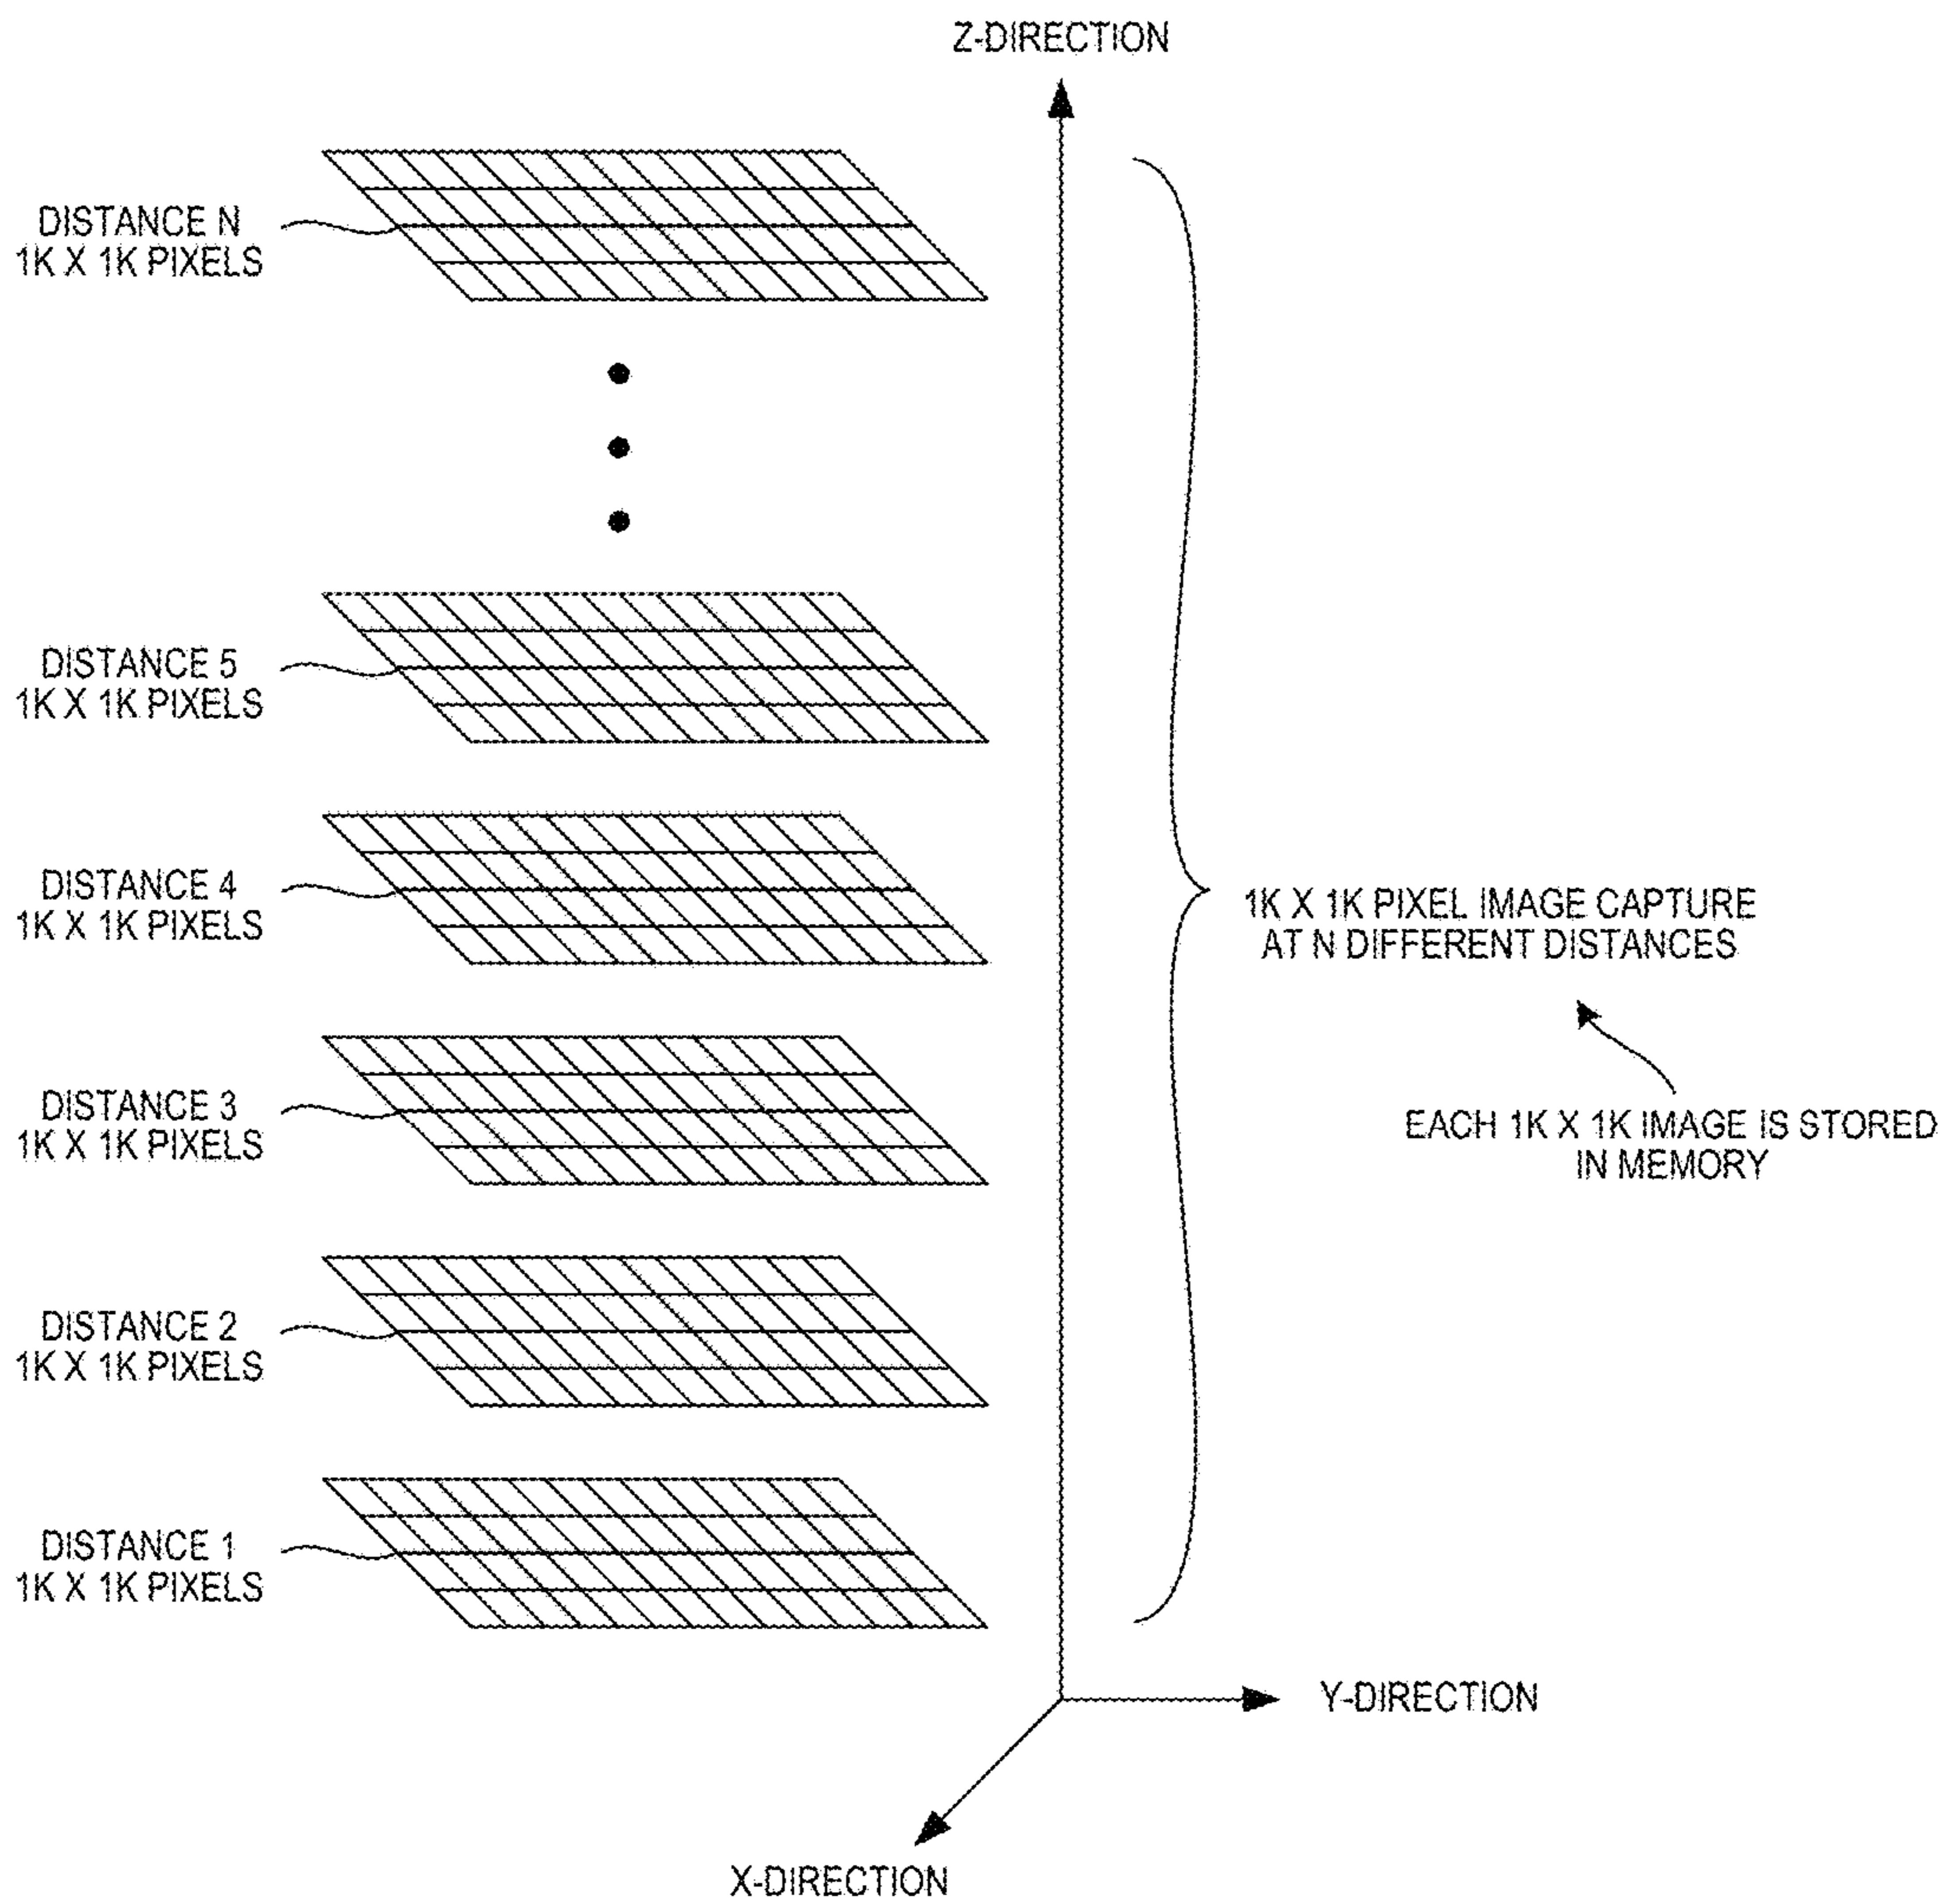 Z-DIRECTION
DISTANCE N
1K X 1K PIXELS
DISTANCE 5
1K X 1K PIXELS
DISTANCE 4
1K X 1K PIXELS
1K X 1K PIXEL IMAGE CAPTURE
AT N DIFFERENT DISTANCES
DISTANCE 3
1K X 1K PIXELS
EACH 1K X 1K IMAGE IS STORED
IN MEMORY
DISTANCE 2
1K X 1K PIXELS
DISTANCE 1
1K X 1K PIXELS
Y-DIRECTION
X-DIRECTION